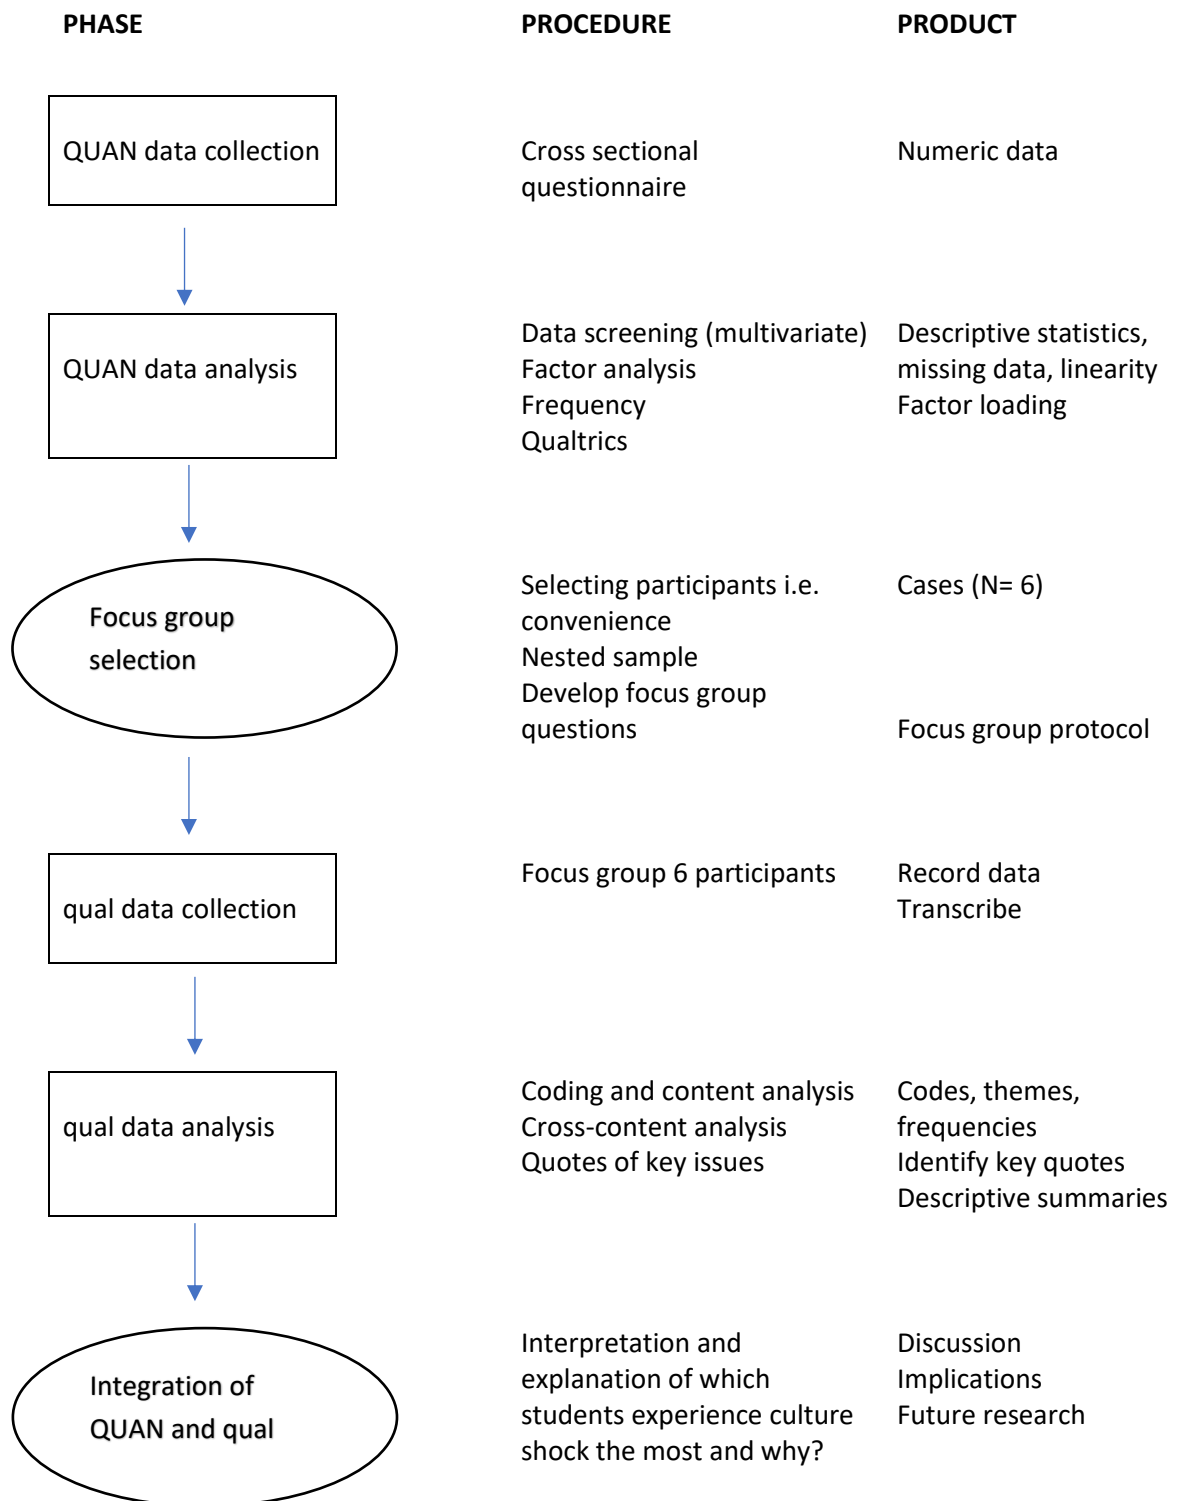 PHASE PROCEDURE PRODUCT
QUAN data collection
Cross sectional
questionnaire
Numeric data
QUAN data analysis
Data screening (multivariate)
Factor analysis
Frequency
Qualtrics
Descriptive statistics,
missing data, linearity
Factor loading
Focus group
selection
Selecting participants i.e.
convenience
Nested sample
Develop focus group
questions
Cases (N= 6)
Focus group protocol
qual data collection
Focus group 6 participants
Record data
Transcribe
qual data analysis
Coding and content analysis
Cross-content analysis
Quotes of key issues
Codes, themes,
frequencies
Identify key quotes
Descriptive summaries
Integration of
QUAN and qual
Interpretation and
explanation of which
students experience culture
shock the most and why?
Discussion
Implications
Future research